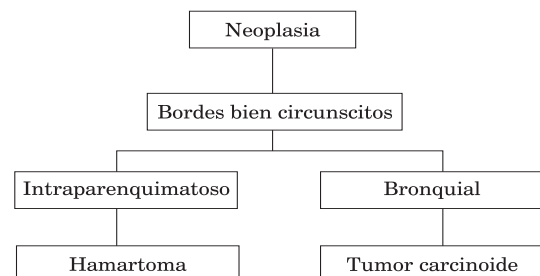 Neoplasia
Bordes bien circunscitos
Intraparenquimatoso
Bronquial
Hamartoma
Tumor carcinoide